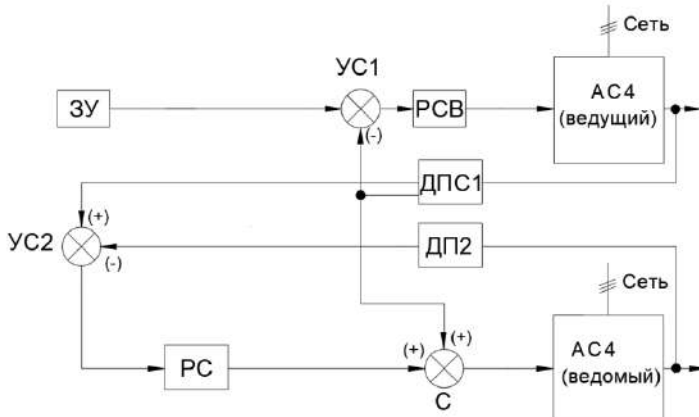 Сеть
УС1
ЗУ
РСВ
АС4
(ведущий)
(-)
ДПС1
(+)
УС2
(-)
ДП2
Сеть
(+)
(+)
РС
АС4
(ведомый)
С